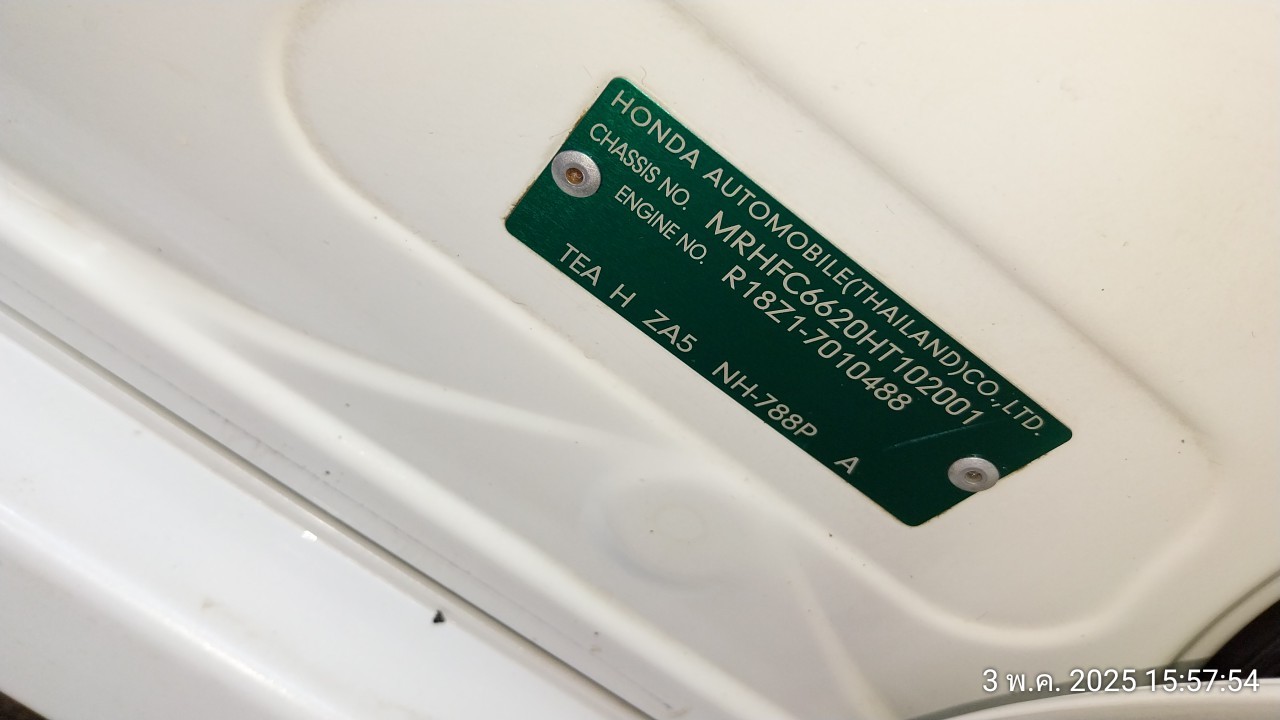 HONDA AUTOMOBILE(THAILAND)CO.,LTD.
CHASSIS NO. MRHFC6620HT102001
ENGINE NO. R18Z1-7010488
TEA H ZA5 NH-788P A
3 พ.ค. 2025 15:57:54